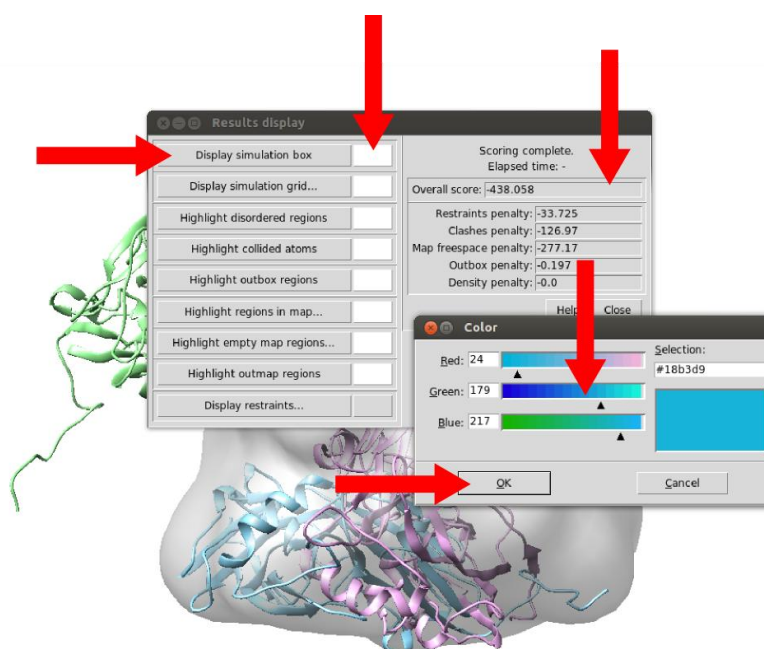 Results display
Display simulation box
Display simulation grid...
Highlight disordered regions
Highlight collided atoms
Highlight outbox regions
Highlight regions in map...
Highlight empty map regions...
Highlight outmap regions
Display restraints...
Scoring complete.
Elapsed time: -
Overall score: -438.058
Restraints penalty: -33.725
Clashes penalty: -126.97
Map freespace penalty: -277.17
Outbox penalty: -0.197
Density penalty: -0.0
Help Close
Color
Red: 24
Green: 179
Blue: 217
Selection:
#18b3d9
OK Cancel